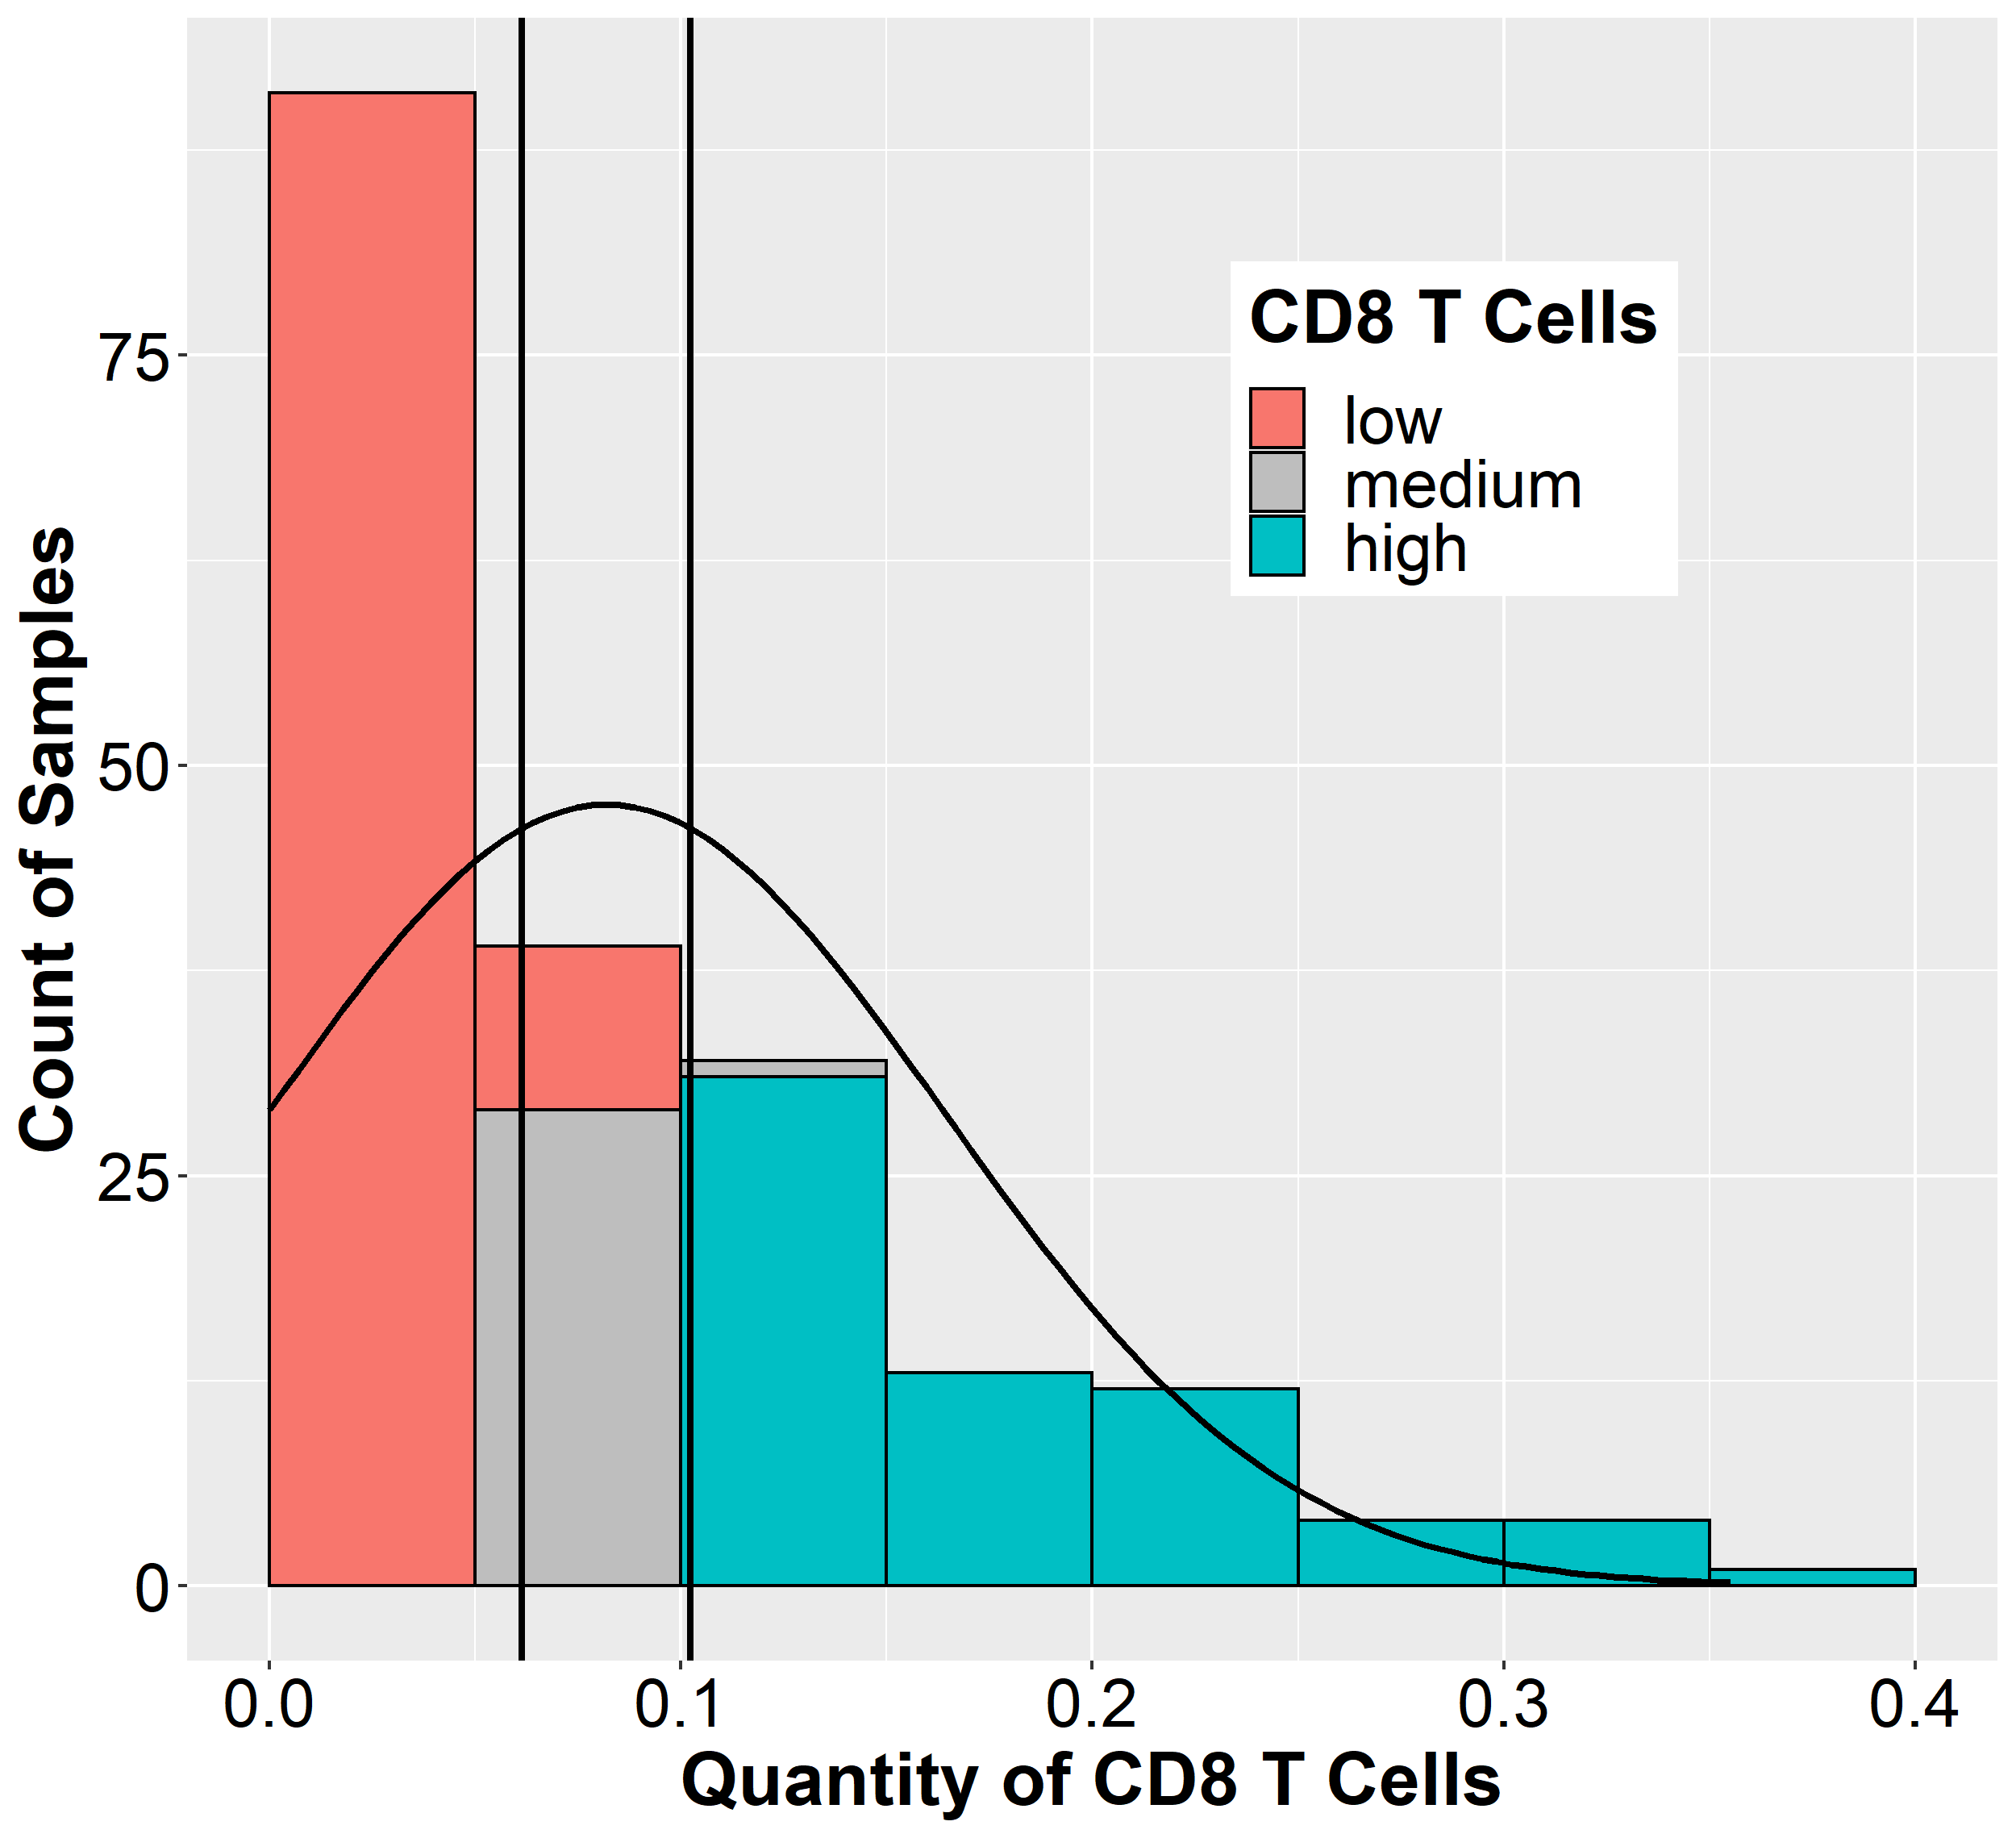 Count of Samples
75
50
25
0
CD8 T Cells
low
medium
high
0.0 0.1 0.2 0.3 0.4
Quantity of CD8 T Cells